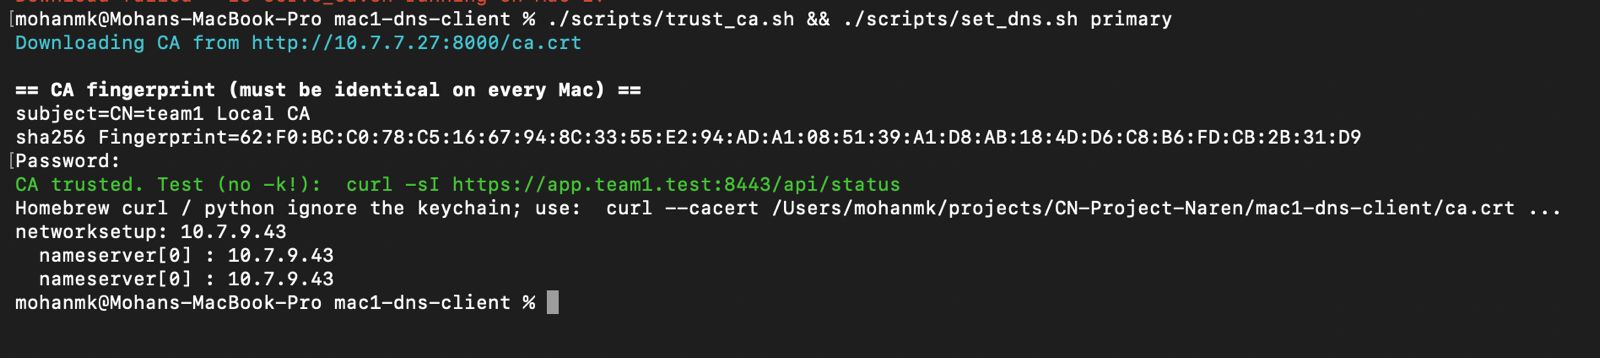 mohanmk@Mohans-MacBook-Pro mac1-dns-client % ./scripts/trust_ca.sh && ./scripts/set_dns.sh primary
Downloading CA from http://10.7.7.27:8000/ca.crt
== CA fingerprint (must be identical on every Mac) ==
subject=CN=team1 Local CA
sha256 Fingerprint=62:F0:BC:C0:78:C5:16:67:94:8C:33:55:E2:94:AD:A1:08:51:39:A1:D8:AB:18:4D:D6:C8:B6:FD:CB:2B:31:D9
Password:
CA trusted. Test (no -k!):  curl -sI https://app.team1.test:8443/api/status
Homebrew curl / python ignore the keychain; use:  curl --cacert /Users/mohanmk/projects/CN-Project-Naren/mac1-dns-client/ca.crt ...
networksetup: 10.7.9.43
  nameserver[0] : 10.7.9.43
  nameserver[0] : 10.7.9.43
mohanmk@Mohans-MacBook-Pro mac1-dns-client %